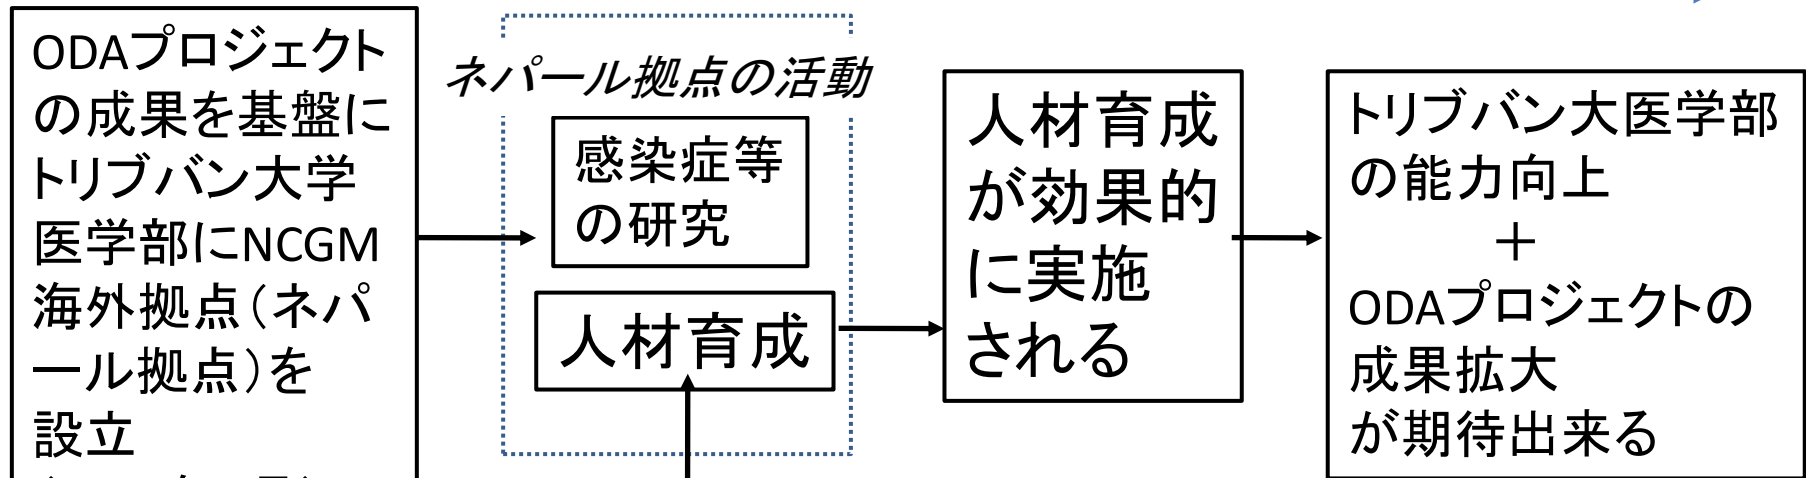 ODAプロジェクト
の成果を基盤に
トリブバン大学
医学部にNCGM
海外拠点（ネパ
ール拠点）を
設立
ネパール拠点の活動
感染症等
の研究
人材育成
人材育成
が効果的
に実施
される
トリブバン大医学部
の能力向上
＋
ODAプロジェクトの
成果拡大
が期待出来る